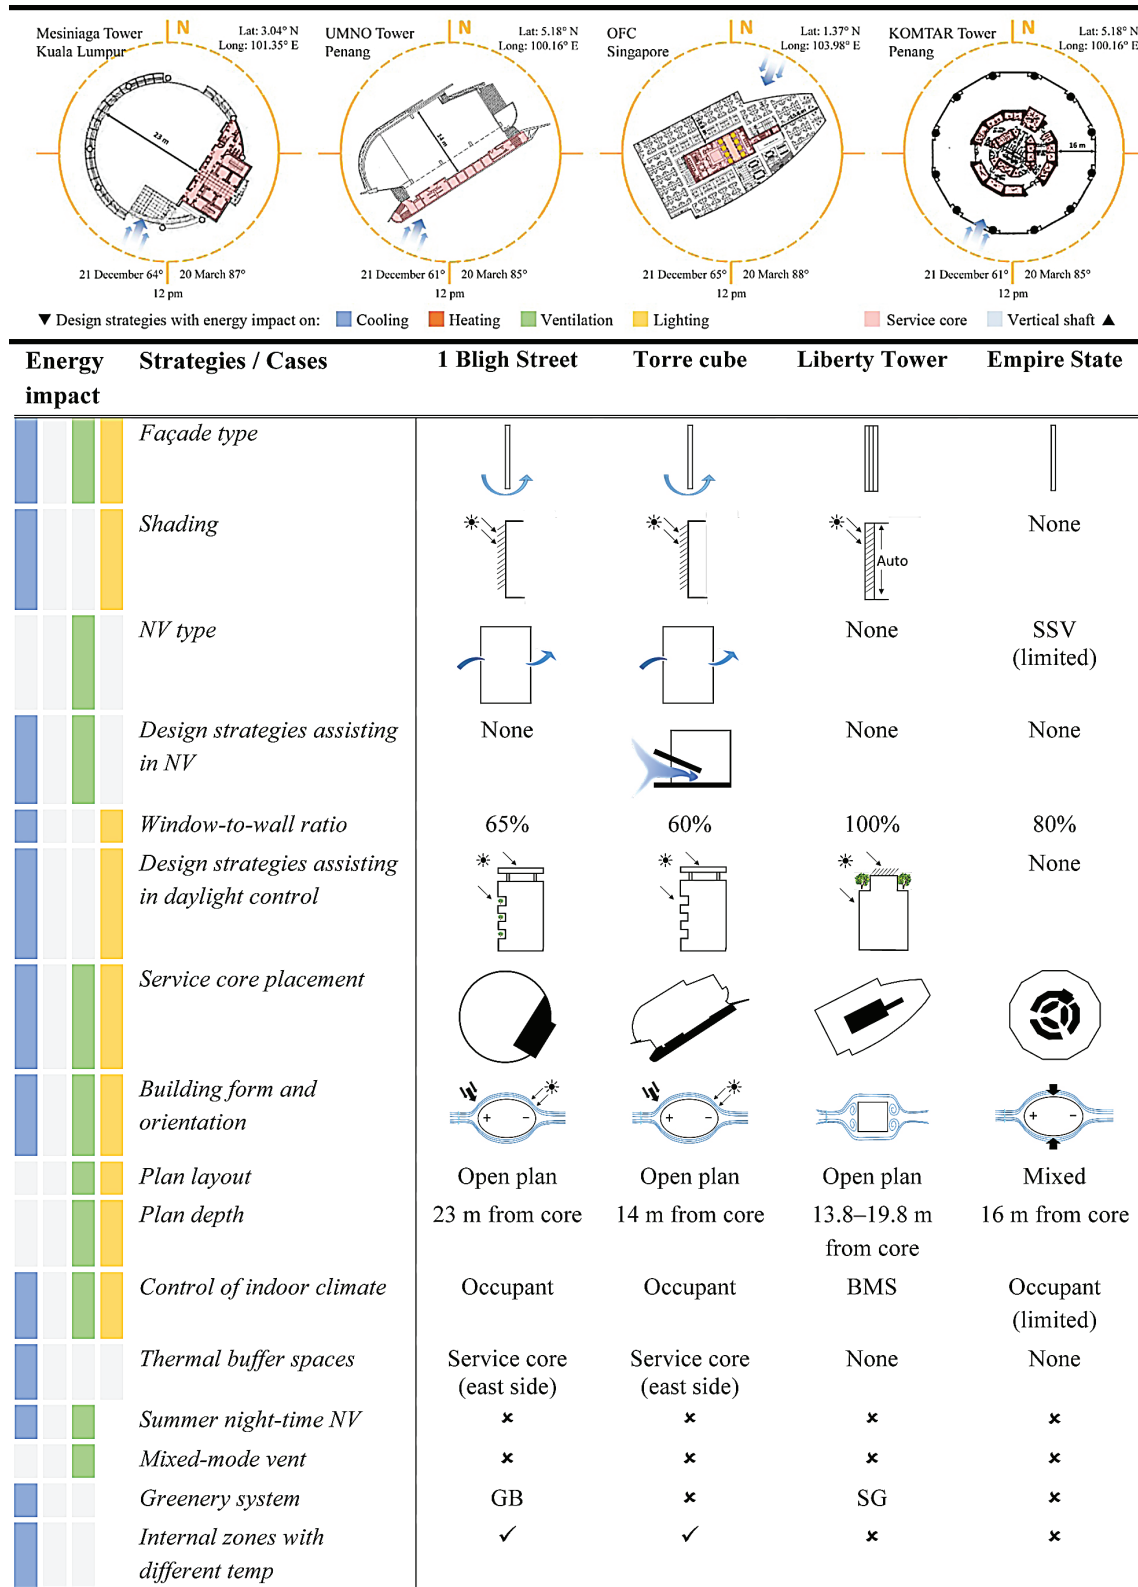 Mesiniaga Tower
Kuala Lumpur
N
Lat: 3.04° N
Long: 101.35° E
23 m
21 December 64°
20 March 87°
12 pm
UMNO Tower
Penang
N
Lat: 5.18° N
Long: 100.16° E
14 m
21 December 61°
20 March 85°
12 pm
OFC
Singapore
N
Lat: 1.37° N
Long: 103.98° E
21 December 65°
20 March 88°
12 pm
KOMTAR Tower
Penang
N
Lat: 5.18° N
Long: 100.16° E
16 m
21 December 61°
20 March 85°
12 pm
▼ Design strategies with energy impact on: Cooling Heating Ventilation Lighting Service core Vertical shaft ▲
Energy impact Strategies / Cases 1 Bligh Street Torre cube Liberty Tower Empire State
Façade type
Shading Auto None
NV type None SSV
(limited)
Design strategies assisting None None None
in NV
Window-to-wall ratio 65% 60% 100% 80%
Design strategies assisting None
in daylight control
Service core placement
Building form and
orientation + - + - + -
Plan layout Open plan Open plan Open plan Mixed
Plan depth 23 m from core 14 m from core 13.8–19.8 m 16 m from core
from core
Control of indoor climate Occupant Occupant BMS Occupant
(limited)
Thermal buffer spaces Service core Service core None None
(east side) (east side)
Summer night-time NV ✘ ✘ ✘ ✘
Mixed-mode vent ✘ ✘ ✘ ✘
Greenery system GB ✘ SG ✘
Internal zones with ✓ ✓ ✘ ✘
different temp